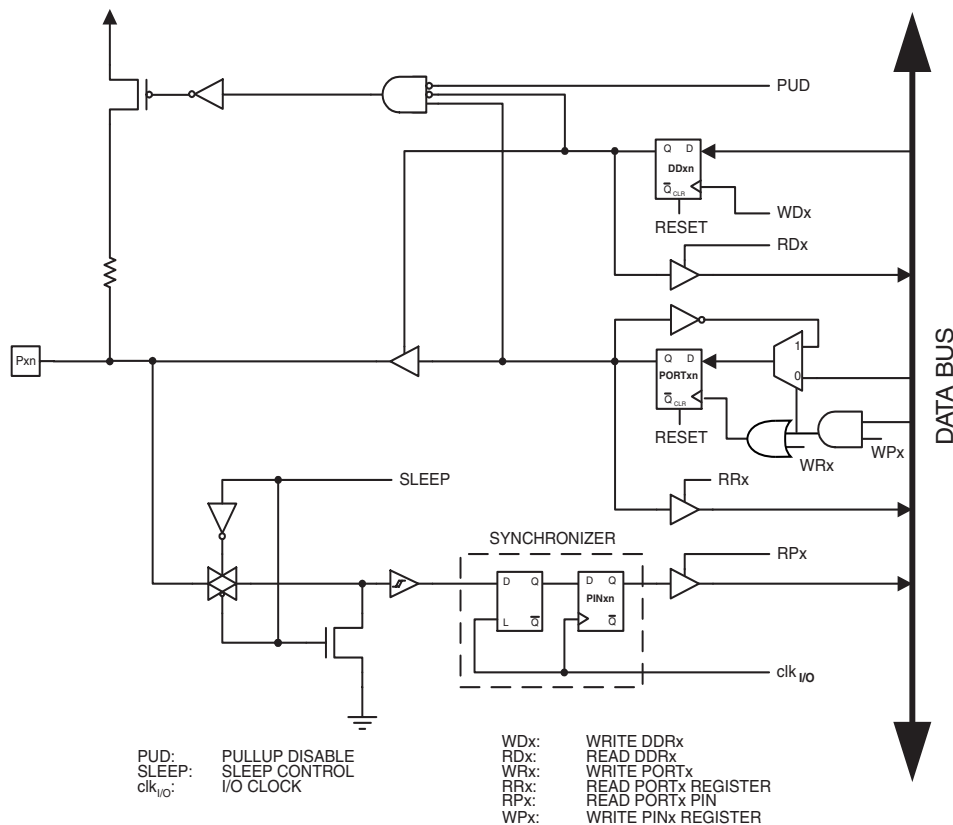 PUD
Q D
DDxn
Q CLR
WDx
RESET
RDx
Pxn
1
Q D
PORTxn
0
Q CLR
RESET
WRx
WPx
DATA BUS
SLEEP
RRx
SYNCHRONIZER
RPx
D Q
D Q
PINxn
L Q
Q
clk I/O
PUD: PULLUP DISABLE
SLEEP: SLEEP CONTROL
clkI/O: I/O CLOCK
WDx: WRITE DDRx
RDx: READ DDRx
WRx: WRITE PORTx
RRx: READ PORTx REGISTER
RPx: READ PORTx PIN
WPx: WRITE PINx REGISTER